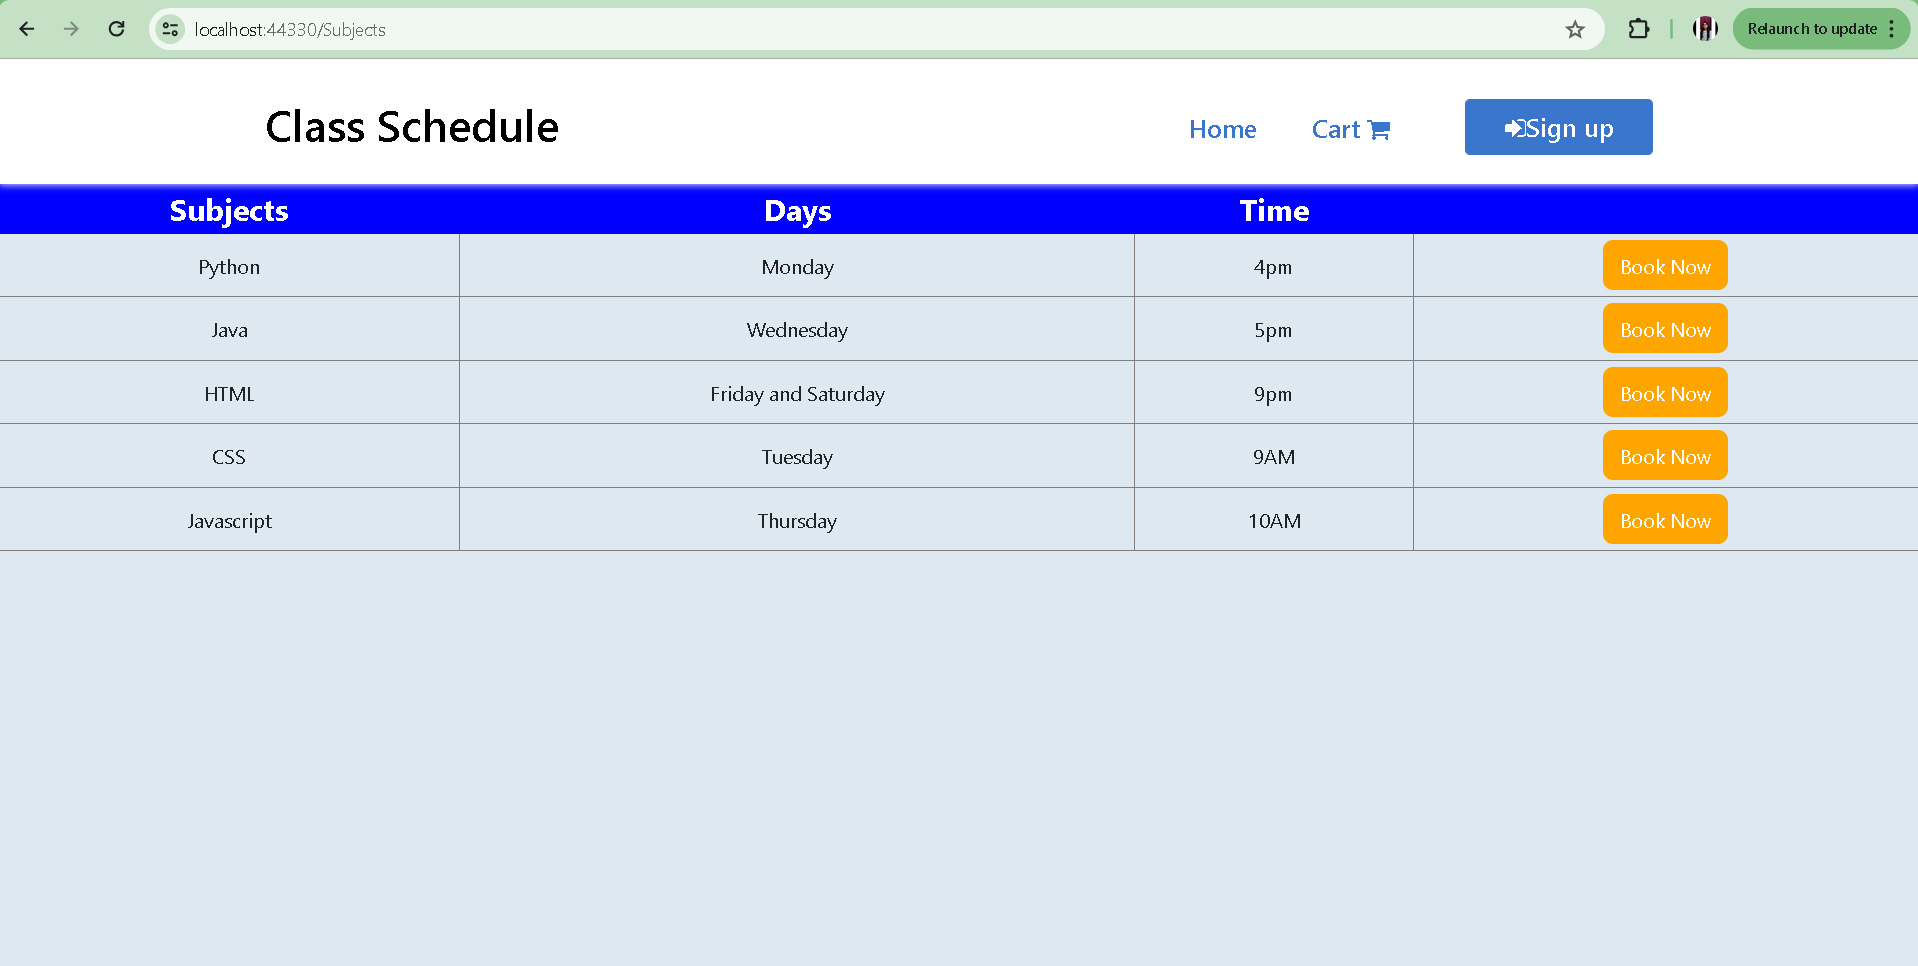 localhost:44330/Subjects
Relaunch to update
Class Schedule
Home Cart Sign up
Subjects Days Time
Python Monday 4pm Book Now
Java Wednesday 5pm Book Now
HTML Friday and Saturday 9pm Book Now
CSS Tuesday 9AM Book Now
Javascript Thursday 10AM Book Now